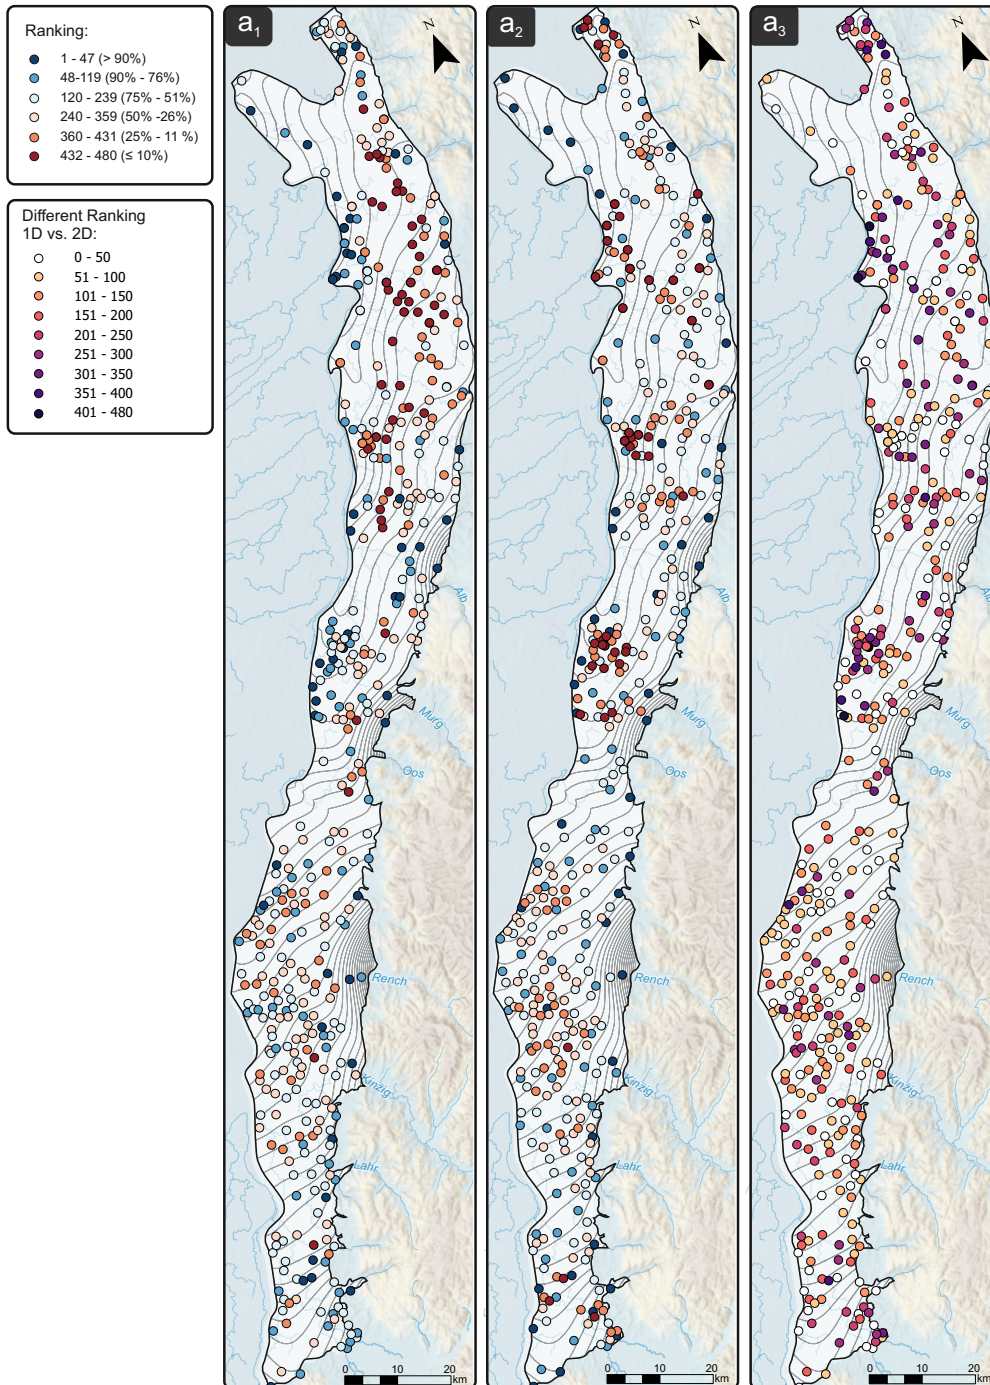 Ranking:
1 - 47 (> 90%)
48-119 (90% - 76%)
120 - 239 (75% - 51%)
240 - 359 (50% -26%)
360 - 431 (25% - 11 %)
432 - 480 (≤ 10%)
Different Ranking
1D vs. 2D:
0 - 50
51 - 100
101 - 150
151 - 200
201 - 250
251 - 300
301 - 350
351 - 400
401 - 480
a1
N
Alb
Murg
Oos
Rench
Kinzig
Lahr
0 10 20
km
a2
N
Alb
Murg
Oos
Rench
Kinzig
Lahr
0 10 20
km
a3
N
Alb
Murg
Oos
Rench
Kinzig
Lahr
0 10 20
km